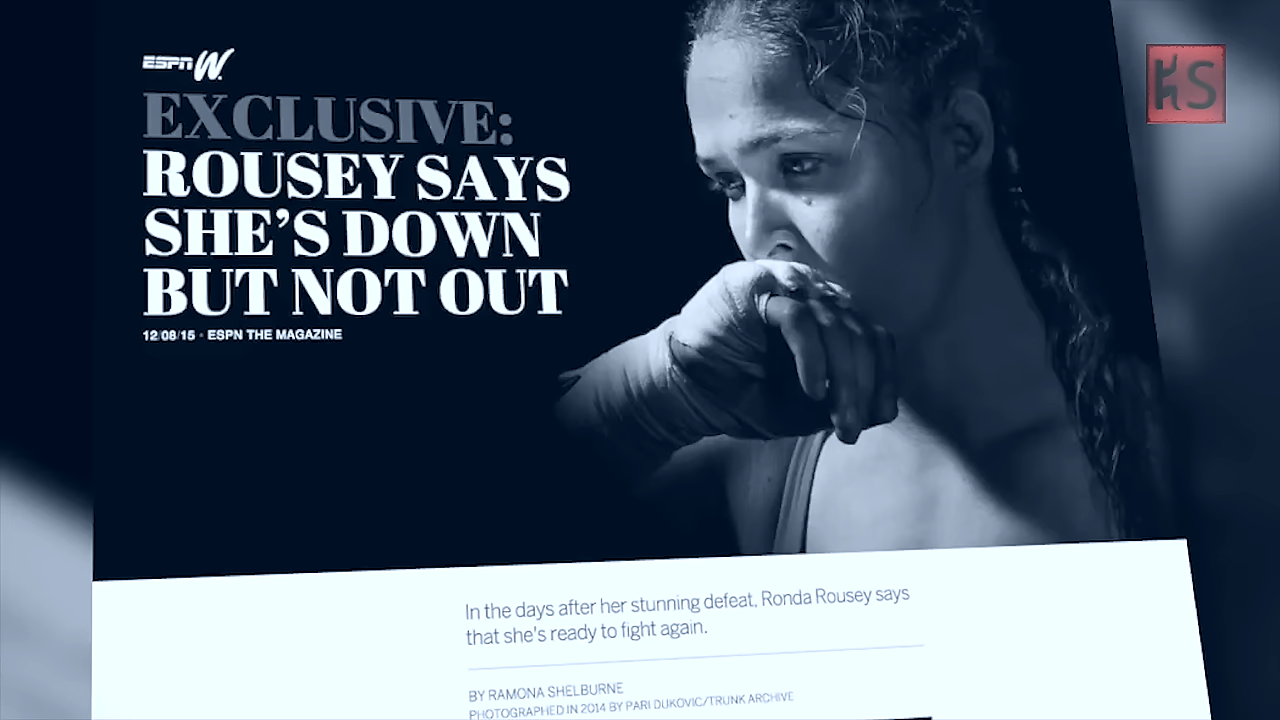 ESPN W.
KS
EXCLUSIVE:
ROUSEY SAYS
SHE'S DOWN
BUT NOT OUT
12/08/15 • ESPN THE MAGAZINE
In the days after her stunning defeat, Ronda Rousey says
that she's ready to fight again.
BY RAMONA SHELBURNE
PHOTOGRAPHED IN 2014 BY PARI DUKOVIC/TRUNK ARCHIVE